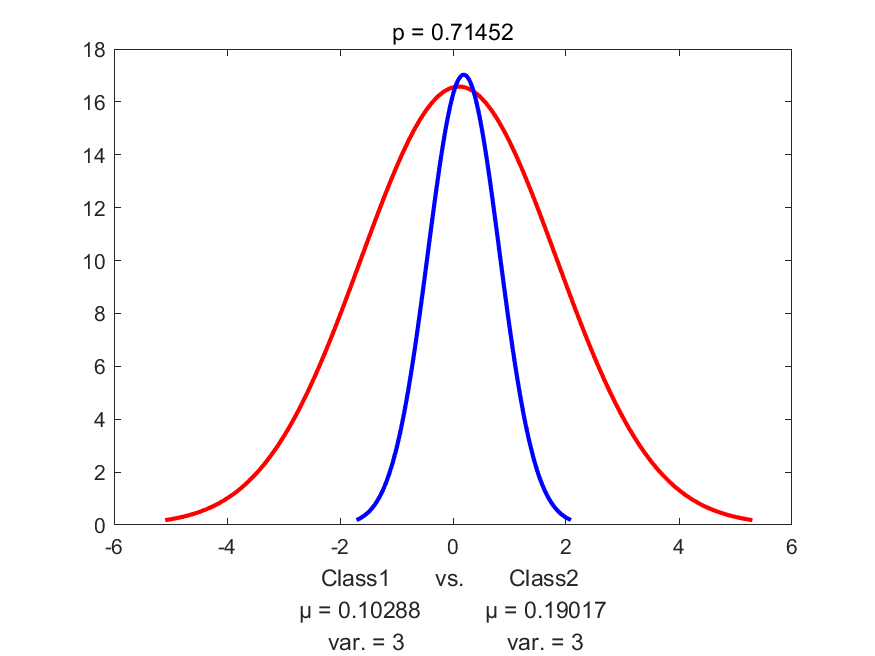 p = 0.71452
18
16
14
12
10
8
6
4
2
0
-6 -4 -2 0 2 4 6
Class1 vs. Class2
μ = 0.10288 μ = 0.19017
var. = 3 var. = 3